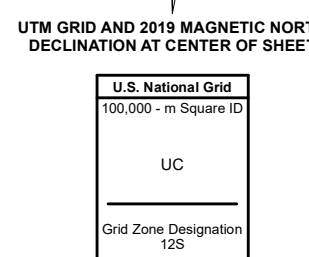 UTM GRID AND 2019 MAGNETIC NORT
DECLINATION AT CENTER OF SHEET
U.S. National Grid
100,000 - m Square ID
UC
Grid Zone Designation
12S